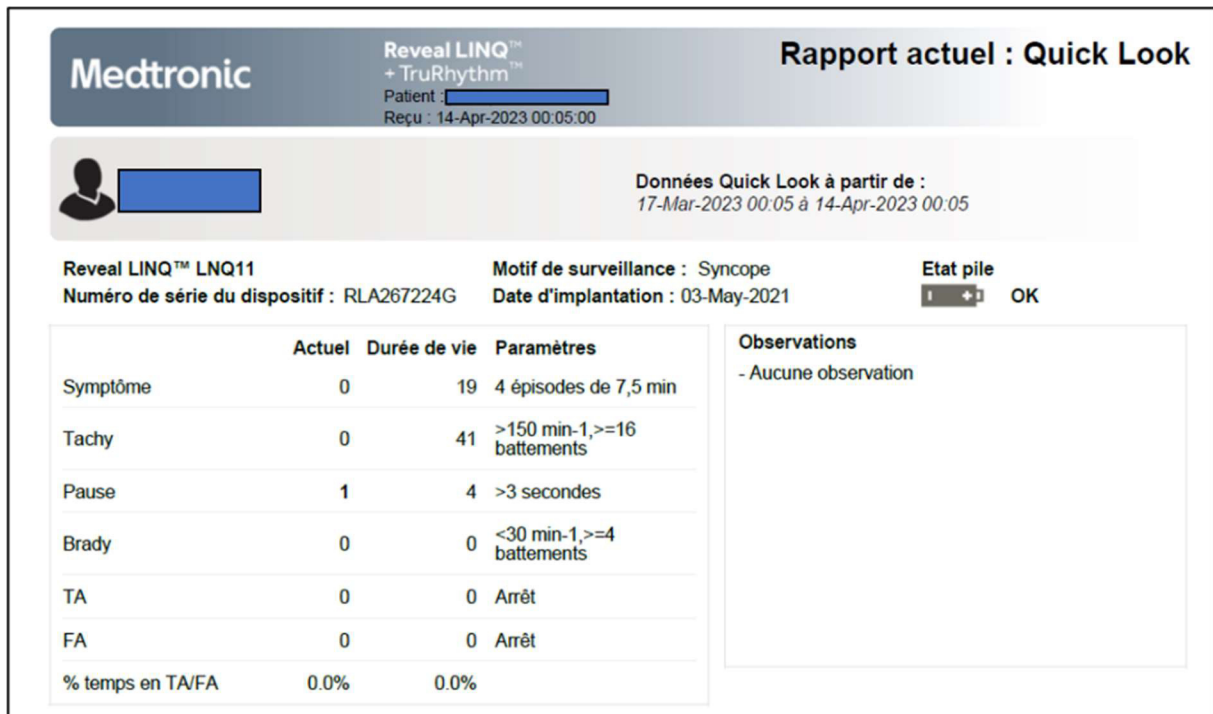 Medtronic
Reveal LINQ™
+ TruRhythm™
Patient :
Reçu : 14-Apr-2023 00:05:00
Rapport actuel : Quick Look
Données Quick Look à partir de :
17-Mar-2023 00:05 à 14-Apr-2023 00:05
Reveal LINQ™ LNQ11
Numéro de série du dispositif : RLA267224G
Motif de surveillance : Syncope
Date d'implantation : 03-May-2021
Etat pile
OK
Actuel Durée de vie Paramètres
Symptôme 0 19 4 épisodes de 7,5 min
Tachy 0 41 >150 min-1,>=16
battements
Pause 1 4 >3 secondes
Brady 0 0 <30 min-1,>=4
battements
TA 0 0 Arrêt
FA 0 0 Arrêt
% temps en TA/FA 0.0% 0.0%
Observations
- Aucune observation